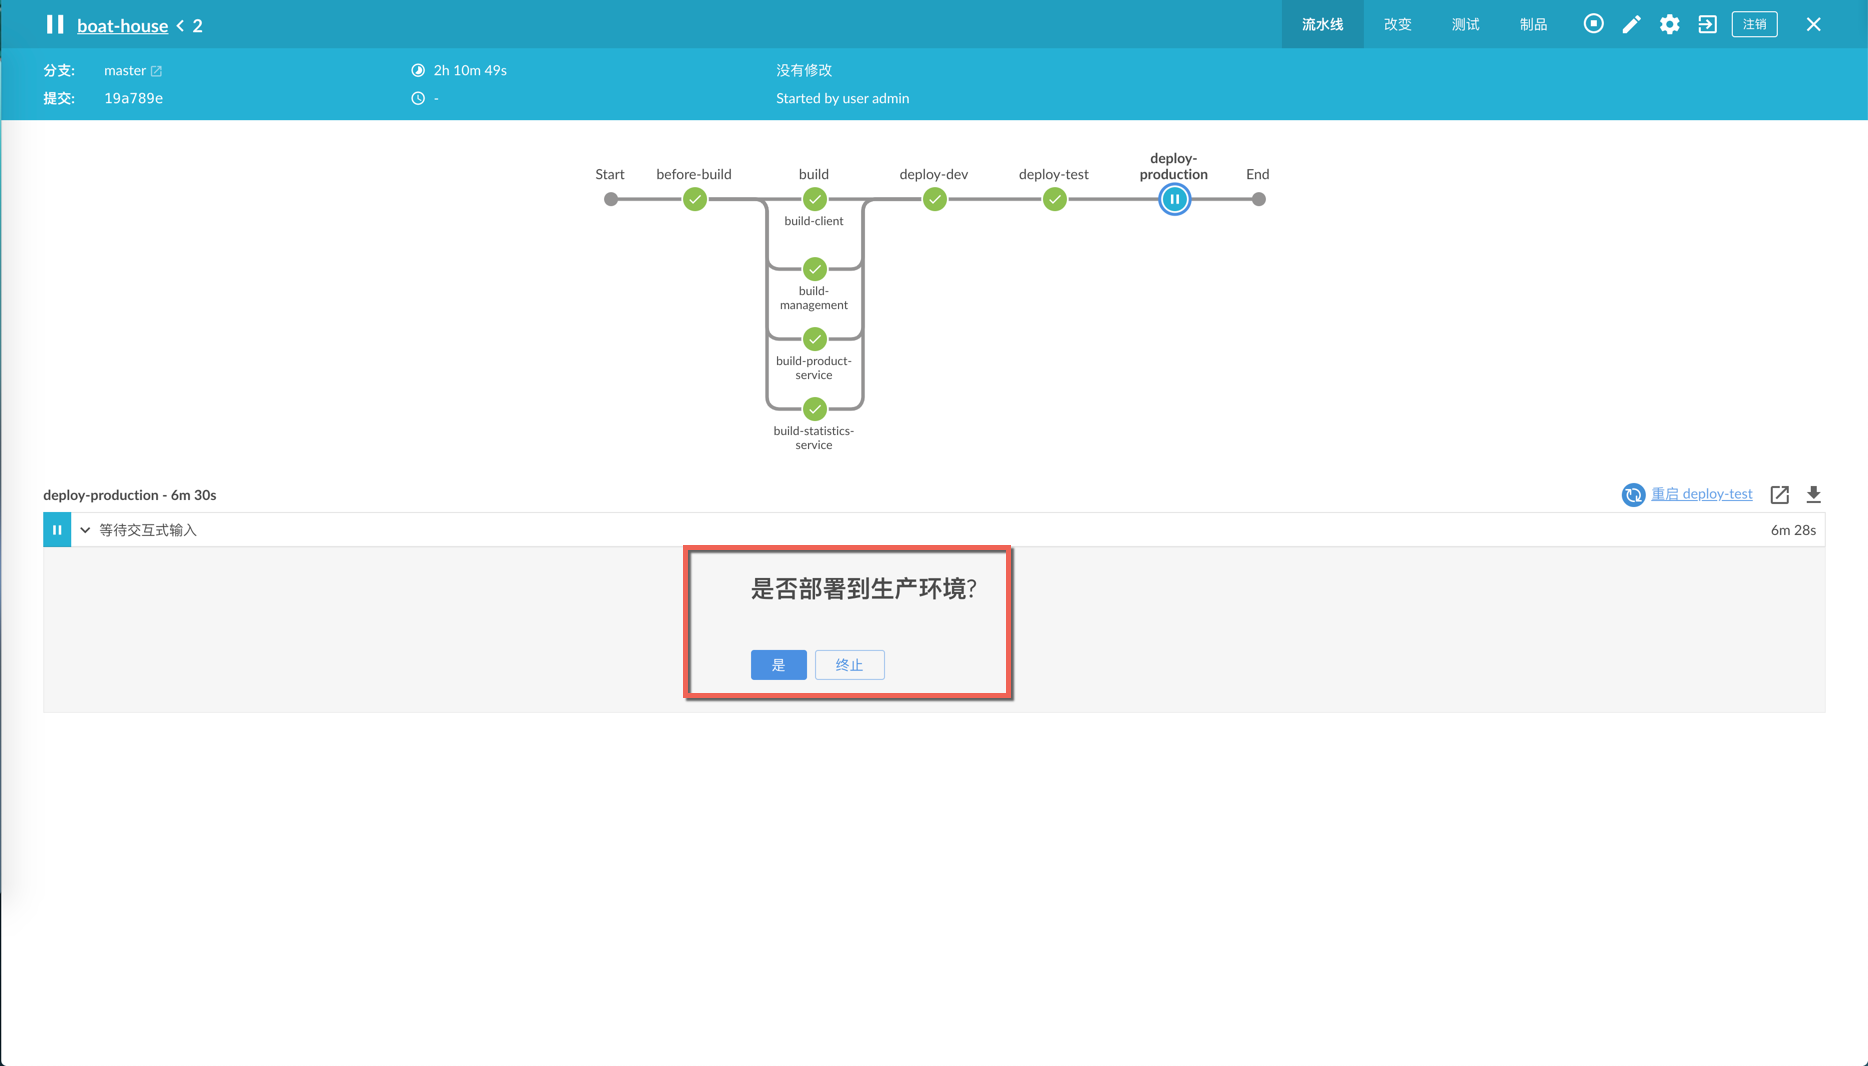 boat-house < 2
流水线 改变 测试 制品 注销
分支: master 2h 10m 49s 没有修改
提交: 19a789e - Started by user admin
Start before-build build deploy-dev deploy-test deploy-production End
build-client
build-
management
build-product-
service
build-statistics-
service
deploy-production - 6m 30s 重启 deploy-test
等待交互式输入 6m 28s
是否部署到生产环境?
是 终止